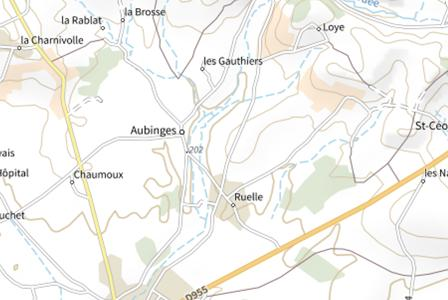 la Brosse
la Rablat
Loye
la Charnivolle
les Gauthiers
Aubinges
St-Céo
202
vais
Hôpital
Chaumoux
les Na
Ruelle
uchet
D955